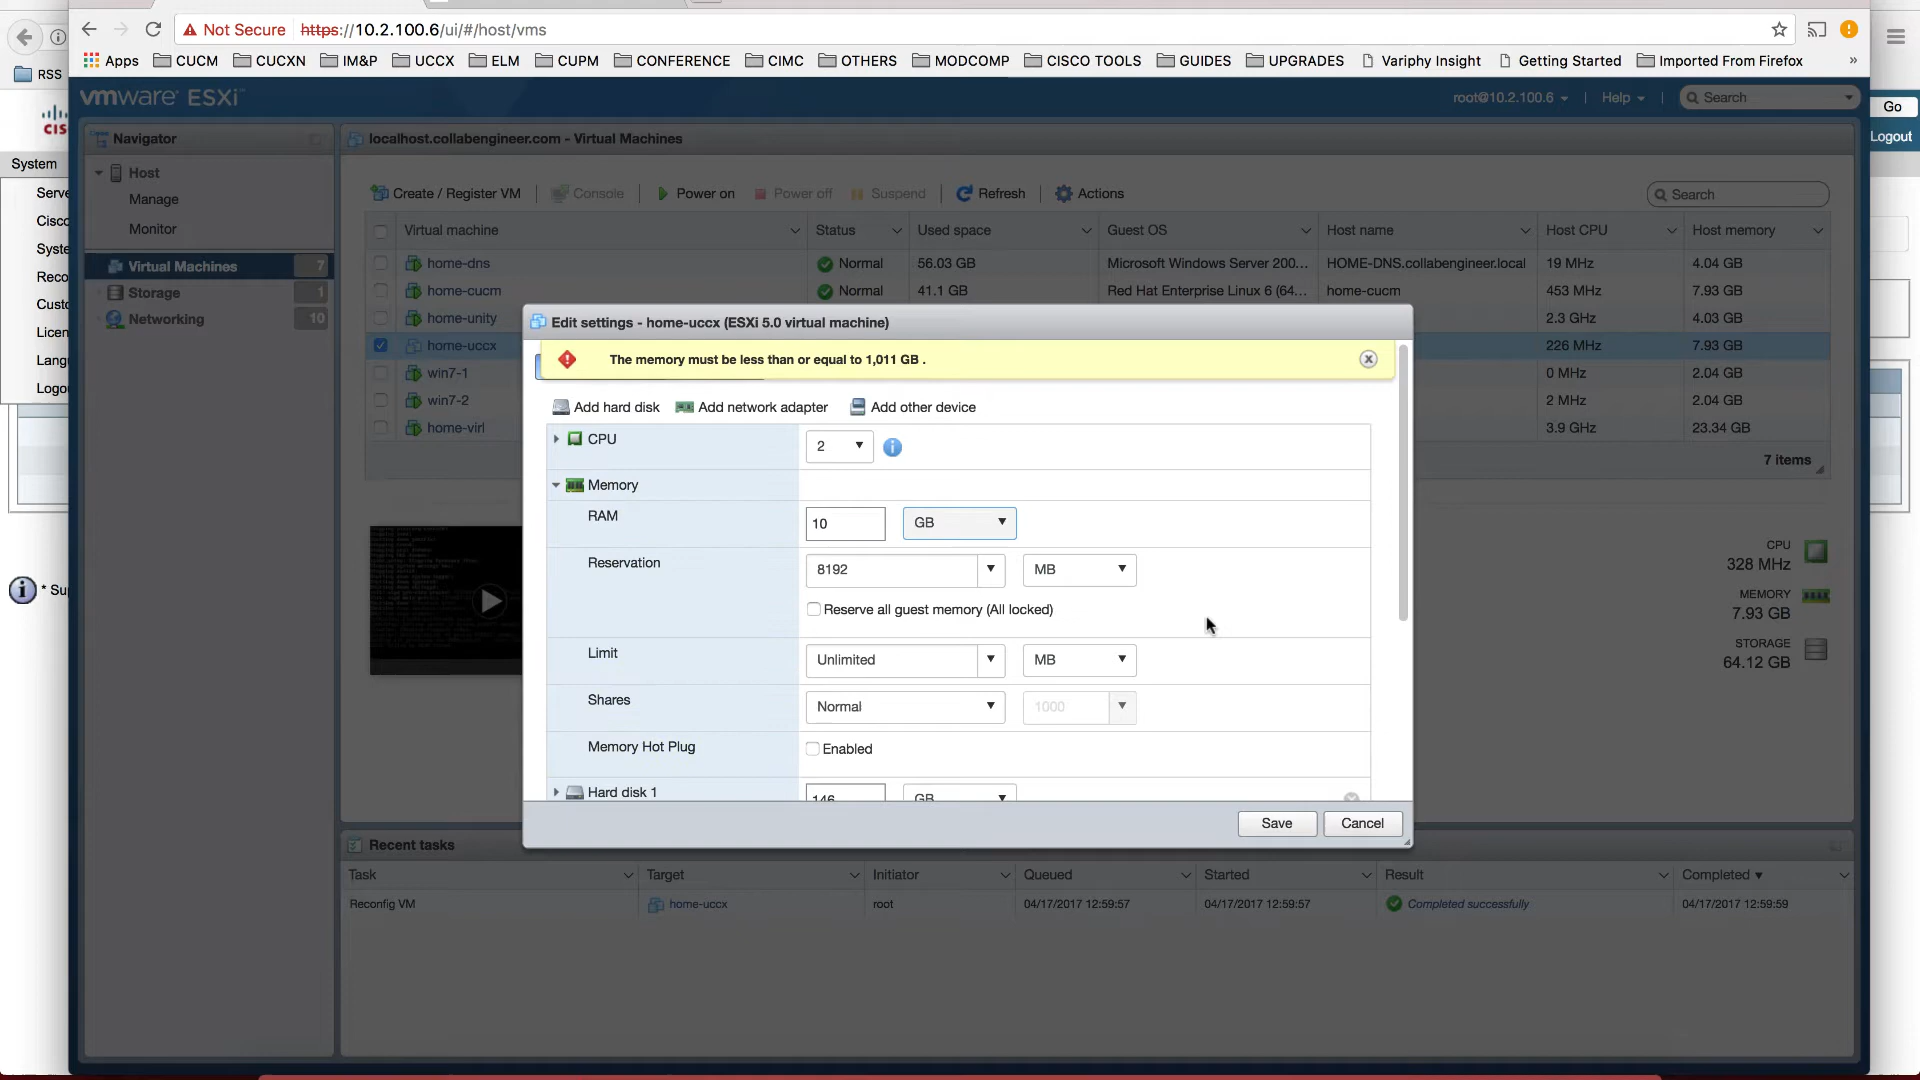 Not Secure https://10.2.100.6/ui/#/host/vms
RSS
Apps CUCM CUCXN IM&P UCCX ELM CUPM CONFERENCE CIMC OTHERS MODCOMP CISCO TOOLS GUIDES UPGRADES Variphy Insight Getting Started Imported From Firefox »
vmware ESXi
root@10.2.100.6 | Help | Search
Go
Logout
System
Navigator
Host
Manage
Monitor
Virtual Machines 7
Storage 1
Networking 10
localhost.collabengineer.com - Virtual Machines
Create / Register VM | Console | Power on Power off Suspend | Refresh | Actions
Search
Virtual machine Status Used space Guest OS Host name Host CPU Host memory
home-dns Normal 56.03 GB Microsoft Windows Server 200... HOME-DNS.collabengineer.local 19 MHz 4.04 GB
home-cucm Normal 41.1 GB Red Hat Enterprise Linux 6 (64... home-cucm 453 MHz 7.93 GB
home-unity 2.3 GHz 4.03 GB
home-uccx 226 MHz 7.93 GB
win7-1 0 MHz 2.04 GB
win7-2 2 MHz 2.04 GB
home-virl 3.9 GHz 23.34 GB
7 items
CPU
328 MHz
MEMORY
7.93 GB
STORAGE
64.12 GB
Edit settings - home-uccx (ESXi 5.0 virtual machine)
The memory must be less than or equal to 1,011 GB .
Add hard disk Add network adapter Add other device
CPU 2
Memory
RAM 10 GB
Reservation 8192 MB
Reserve all guest memory (All locked)
Limit Unlimited MB
Shares Normal 1000
Memory Hot Plug Enabled
Hard disk 1 146 GB
Save Cancel
Recent tasks
Task Target Initiator Queued Started Result Completed ▼
Reconfig VM home-uccx root 04/17/2017 12:59:57 04/17/2017 12:59:57 Completed successfully 04/17/2017 12:59:59